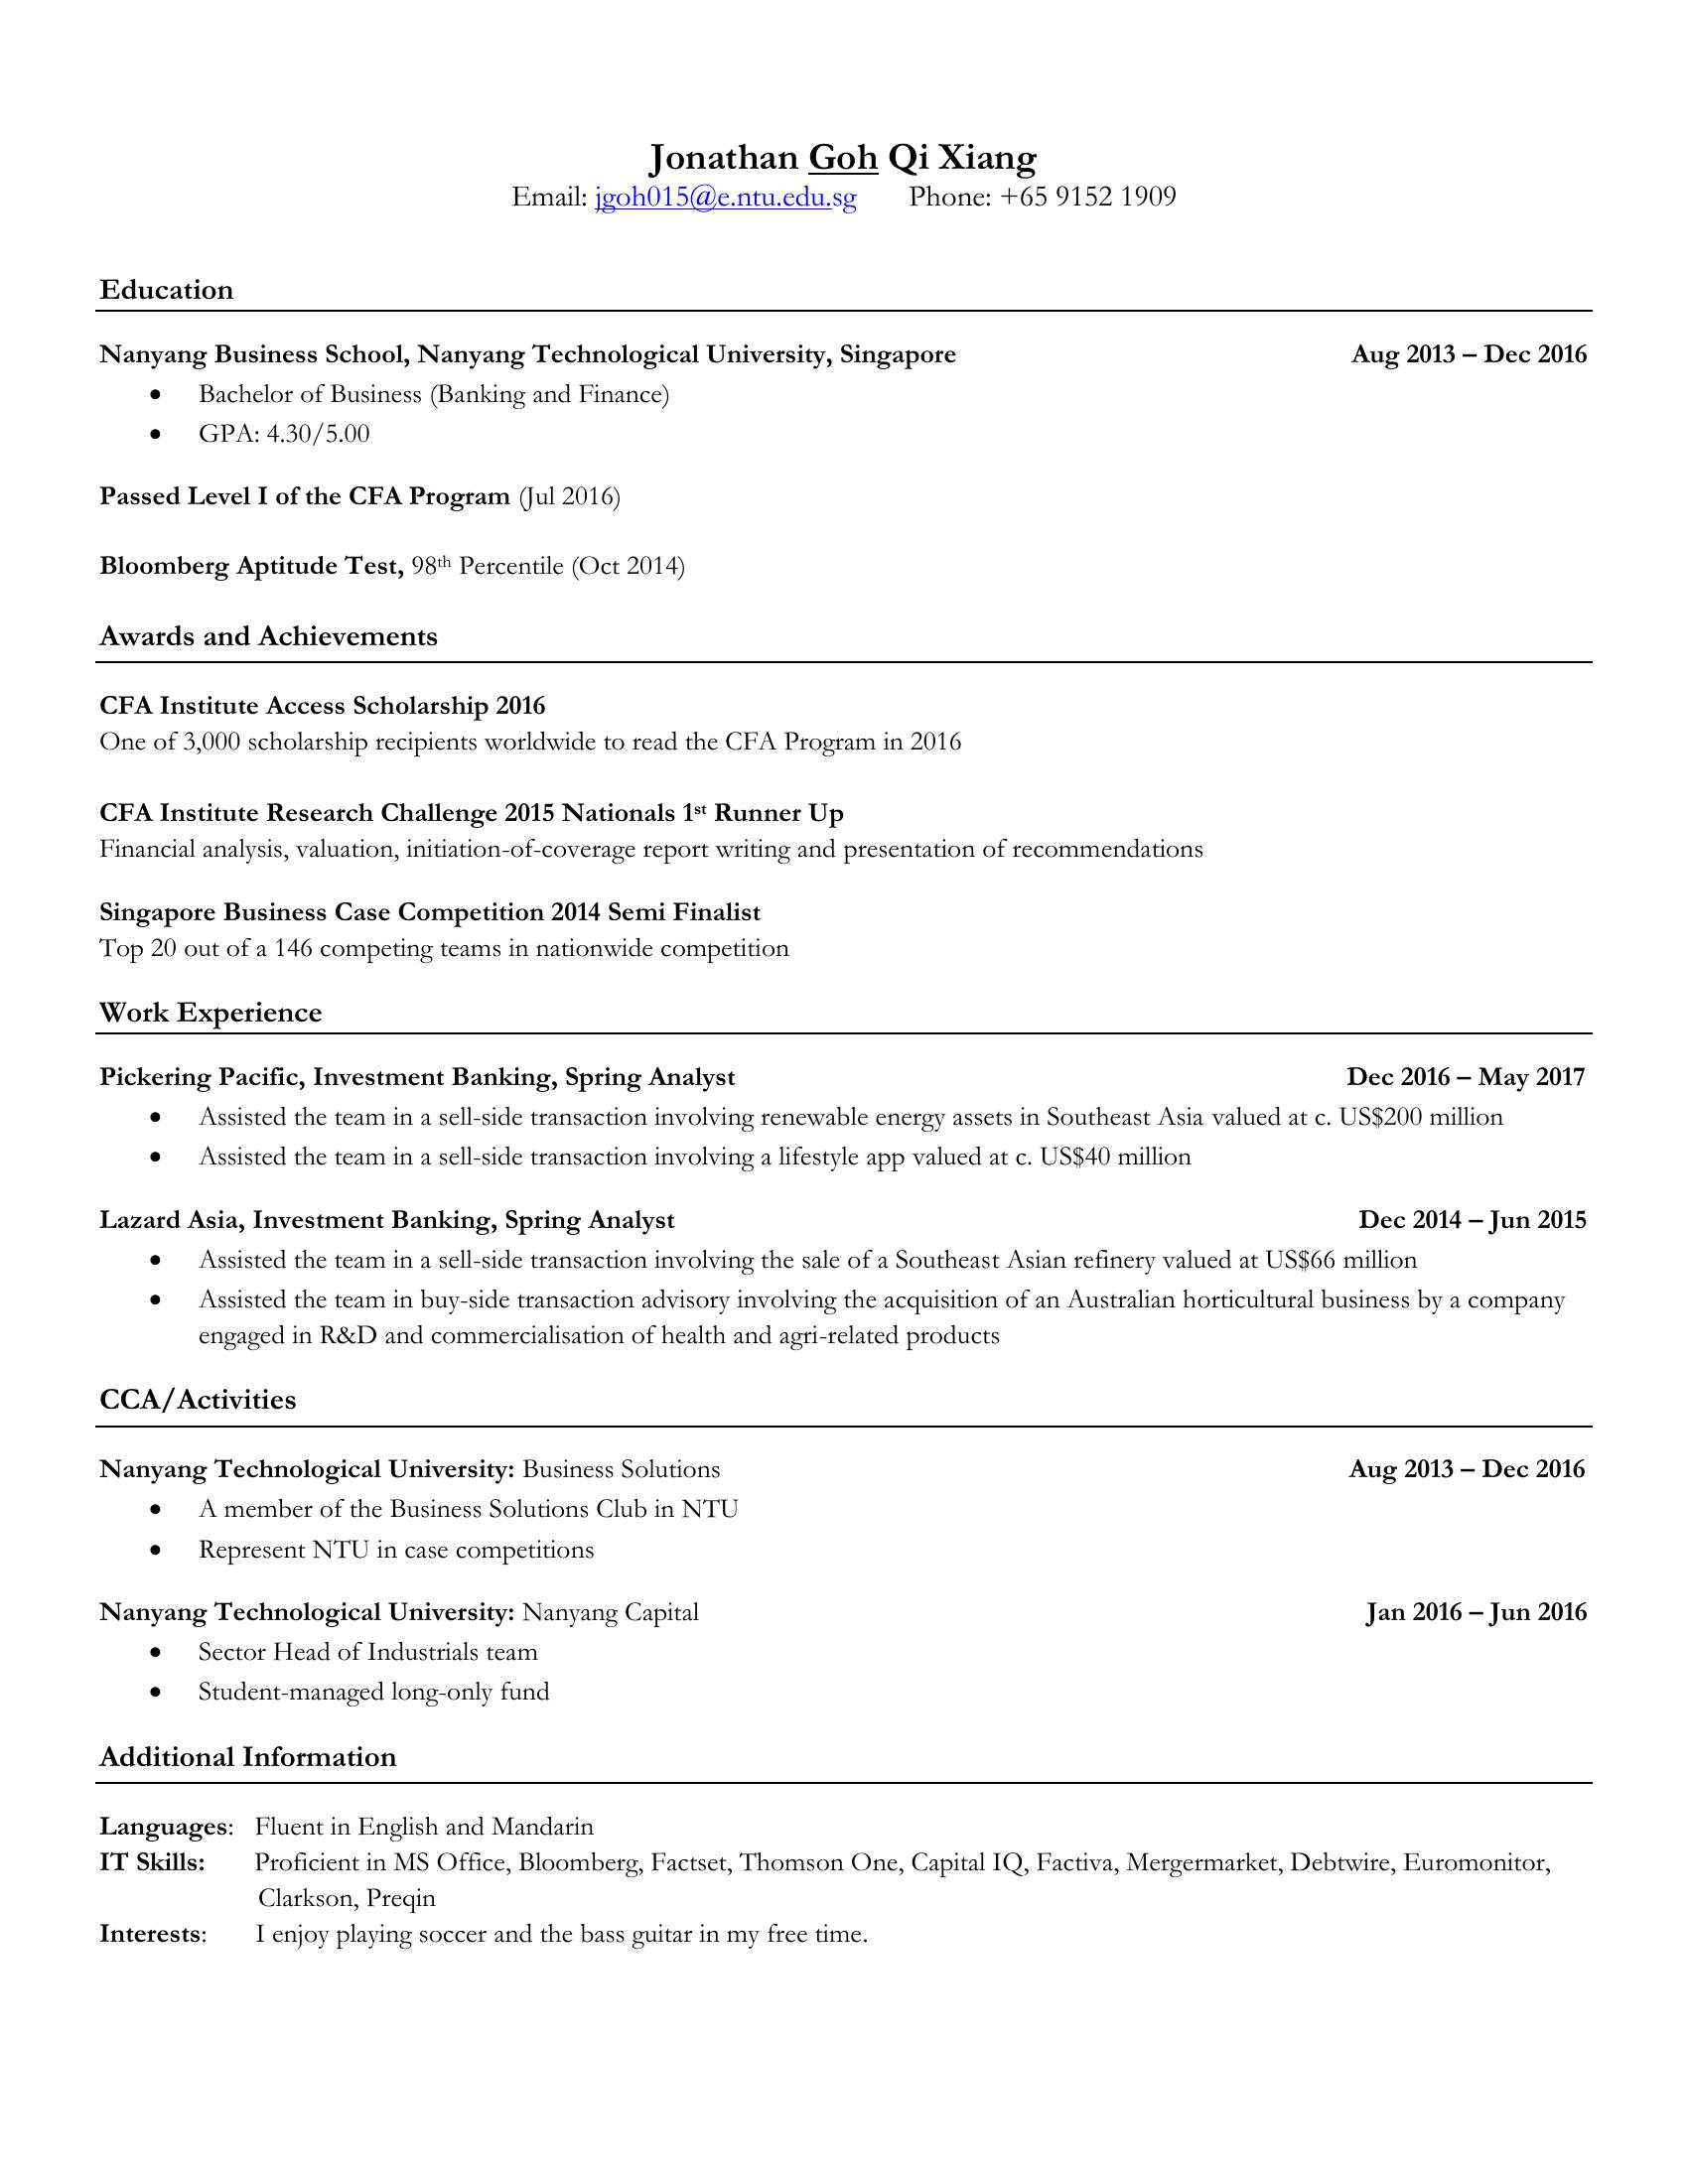 Jonathan Goh Qi Xiang
Email: jgoh015@e.ntu.edu.sg Phone: +65 9152 1909
Education
Nanyang Business School, Nanyang Technological University, Singapore Aug 2013 – Dec 2016
• Bachelor of Business (Banking and Finance)
• GPA: 4.30/5.00
Passed Level I of the CFA Program (Jul 2016)
Bloomberg Aptitude Test, 98th Percentile (Oct 2014)
Awards and Achievements
CFA Institute Access Scholarship 2016
One of 3,000 scholarship recipients worldwide to read the CFA Program in 2016
CFA Institute Research Challenge 2015 Nationals 1st Runner Up
Financial analysis, valuation, initiation-of-coverage report writing and presentation of recommendations
Singapore Business Case Competition 2014 Semi Finalist
Top 20 out of a 146 competing teams in nationwide competition
Work Experience
Pickering Pacific, Investment Banking, Spring Analyst Dec 2016 – May 2017
• Assisted the team in a sell-side transaction involving renewable energy assets in Southeast Asia valued at c. US$200 million
• Assisted the team in a sell-side transaction involving a lifestyle app valued at c. US$40 million
Lazard Asia, Investment Banking, Spring Analyst Dec 2014 – Jun 2015
• Assisted the team in a sell-side transaction involving the sale of a Southeast Asian refinery valued at US$66 million
• Assisted the team in buy-side transaction advisory involving the acquisition of an Australian horticultural business by a company
engaged in R&D and commercialisation of health and agri-related products
CCA/Activities
Nanyang Technological University: Business Solutions Aug 2013 – Dec 2016
• A member of the Business Solutions Club in NTU
• Represent NTU in case competitions
Nanyang Technological University: Nanyang Capital Jan 2016 – Jun 2016
• Sector Head of Industrials team
• Student-managed long-only fund
Additional Information
Languages: Fluent in English and Mandarin
IT Skills: Proficient in MS Office, Bloomberg, Factset, Thomson One, Capital IQ, Factiva, Mergermarket, Debtwire, Euromonitor,
Clarkson, Preqin
Interests: I enjoy playing soccer and the bass guitar in my free time.